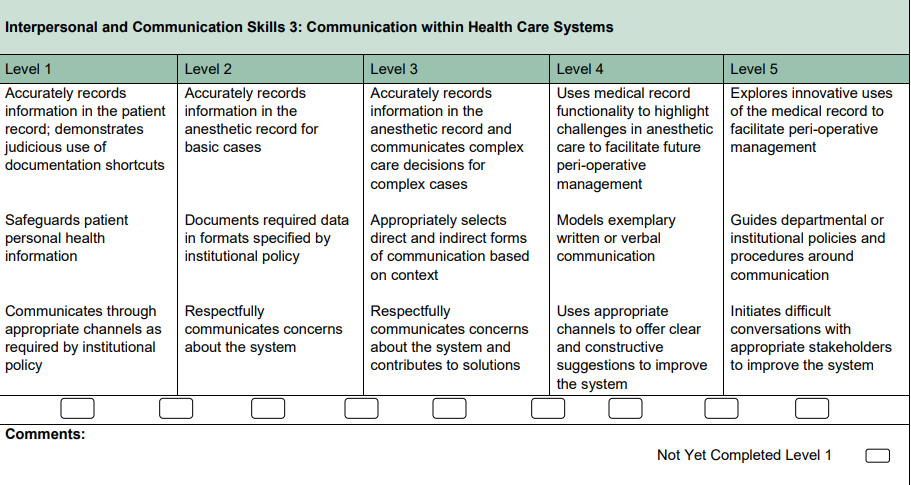 Interpersonal and Communication Skills 3: Communication within Health Care Systems
Level 1
Level 2
Level 3
Level 4
Level 5
Accurately records
information in the patient
record; demonstrates
judicious use of
documentation shortcuts
Accurately records
information in the
anesthetic record for
basic cases
Accurately records
information in the
anesthetic record and
communicates complex
care decisions for
complex cases
Uses medical record
functionality to highlight
challenges in anesthetic
care to facilitate future
peri-operative
management
Explores innovative uses
of the medical record to
facilitate peri-operative
management
Safeguards patient
personal health
information
Documents required data
in formats specified by
institutional policy
Appropriately selects
direct and indirect forms
of communication based
on context
Models exemplary
written or verbal
communication
Guides departmental or
institutional policies and
procedures around
communication
Communicates through
appropriate channels as
required by institutional
policy
Respectfully
communicates concerns
about the system
Respectfully
communicates concerns
about the system and
contributes to solutions
Uses appropriate
channels to offer clear
and constructive
suggestions to improve
the system
Initiates difficult
conversations with
appropriate stakeholders
to improve the system
Comments:
Not Yet Completed Level 1